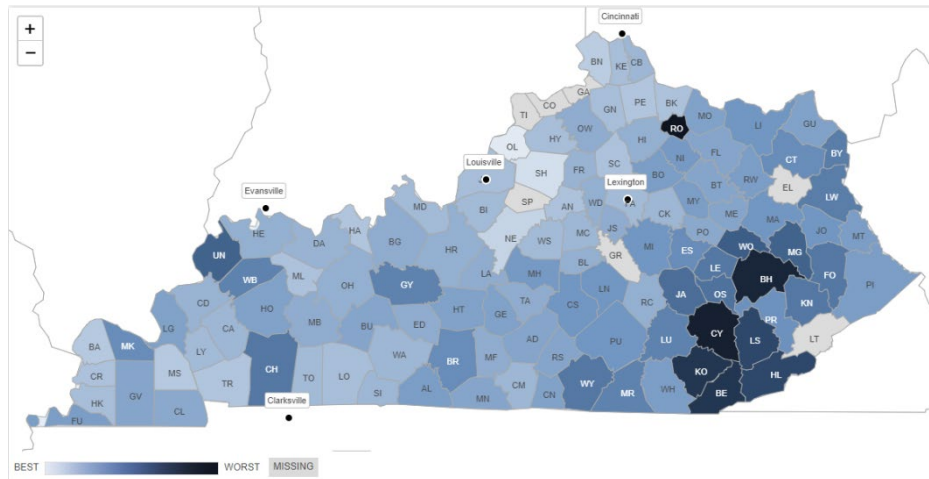 +
−
Cincinnati
BN KE CB
GA
CO TI
GN PE BK MO
LI GU
OL HY OW HI RO
SC NI FL CT BY
Louisville
SH FR Lexington BO
BT RW EL LW
Evansville
SP AN WD FA MY
MD BI CK ME MA
HA NE WS MC JS PO JO MT
HE DA BG HR BL GR MI ES WO MG
UN LA MH LE BH FO PI
WB ML OH GY LN JA OS KN
CD HO HT TA CS RC PR
LG MB BU GE CY LT
BA MK CA ED AD PU LU LS
LY WA BR MF RS KO HL
CR MS TR CH TO LO CM WY MR WH BE
HK GV CL SI AL MN CN
FU
Clarksville
BEST WORST MISSING